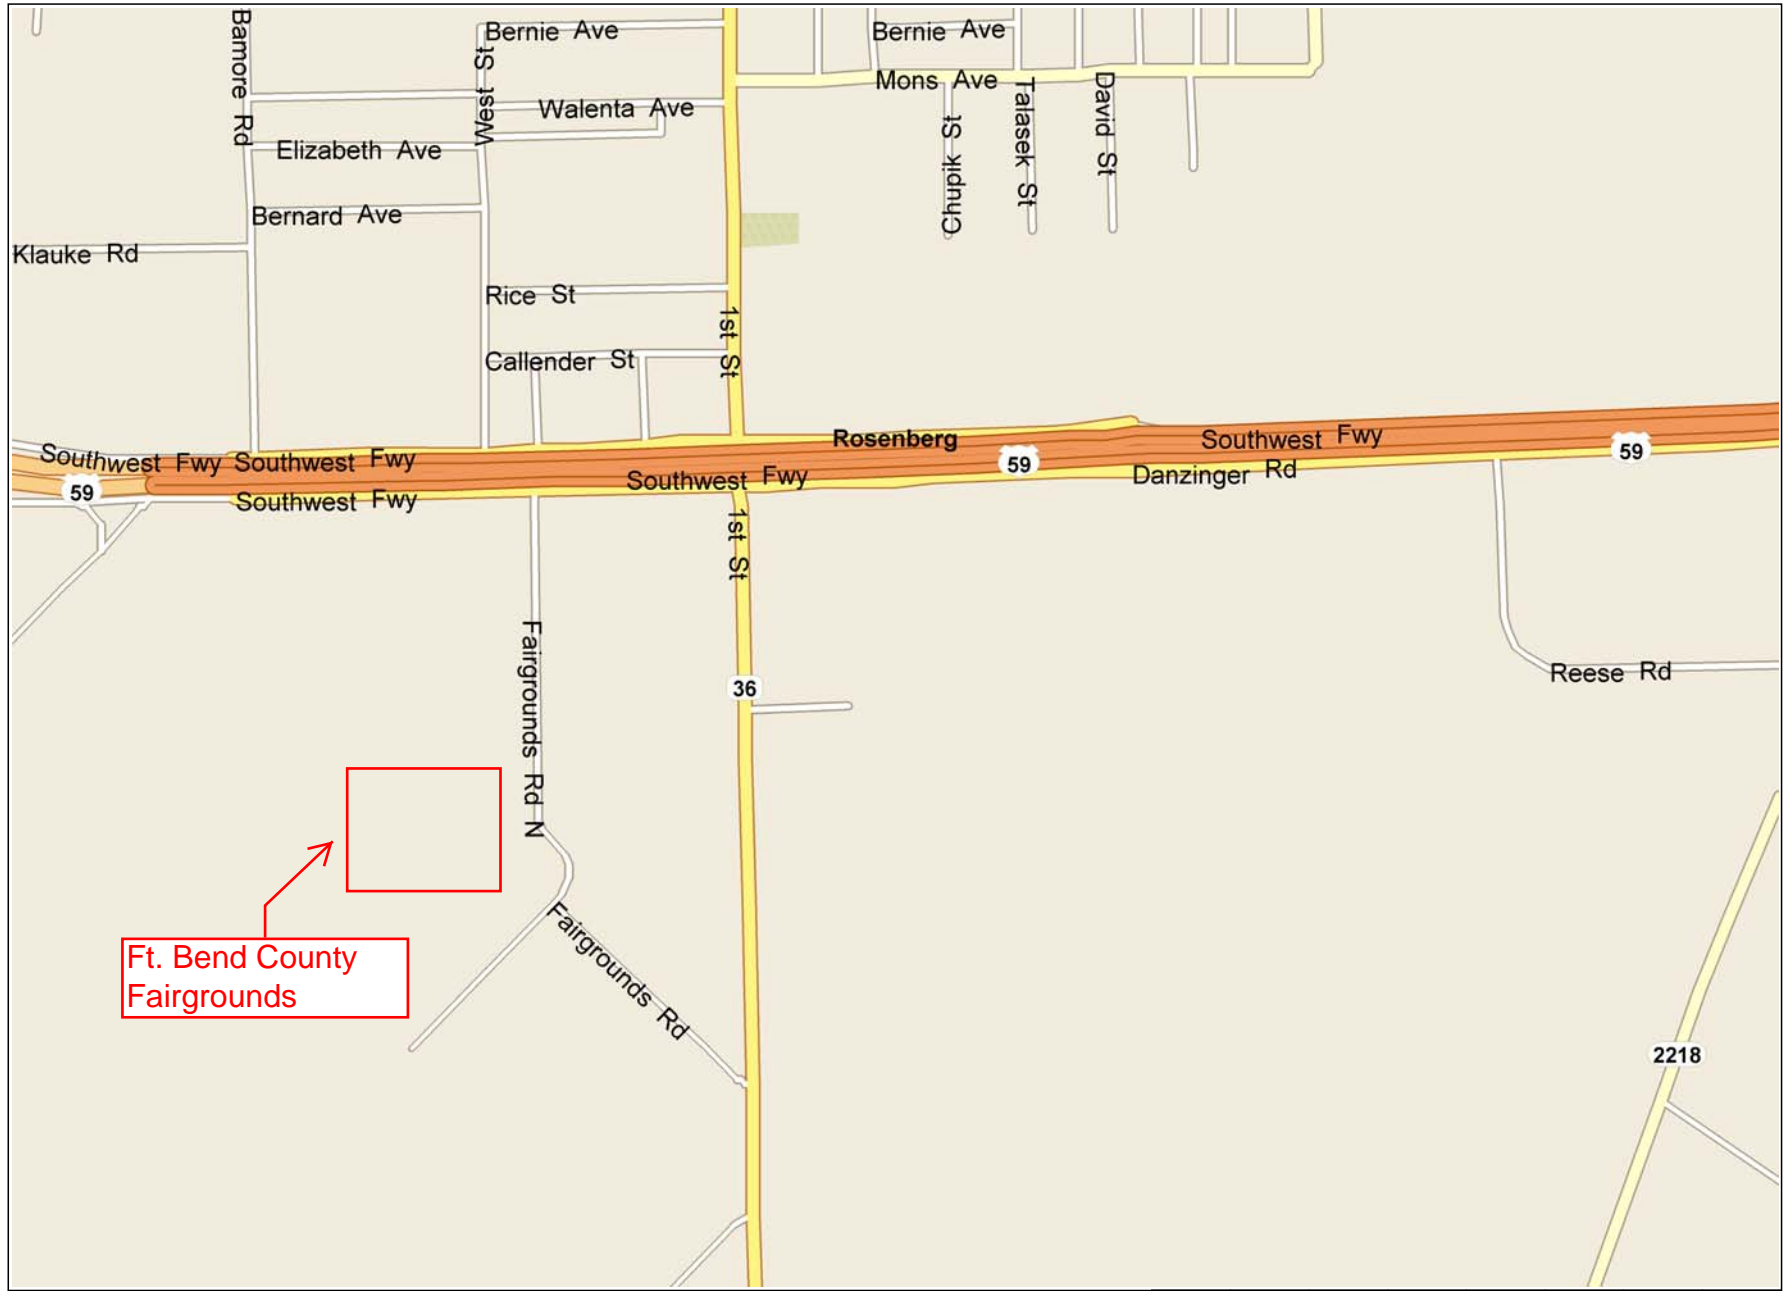 Bamore Rd
Bernie Ave
West St
Bernie Ave
Mons Ave
Walenta Ave
Elizabeth Ave
Chupik St
Talasek St
David St
Bernard Ave
Klauke Rd
Rice St
1st St
Callender St
Rosenberg
Southwest Fwy
Southwest Fwy
Southwest Fwy
59
59
59
Southwest Fwy
Southwest Fwy
Danzinger Rd
1st St
Fairgrounds Rd N
36
Reese Rd
Fairgrounds Rd
Ft. Bend County
Fairgrounds
2218